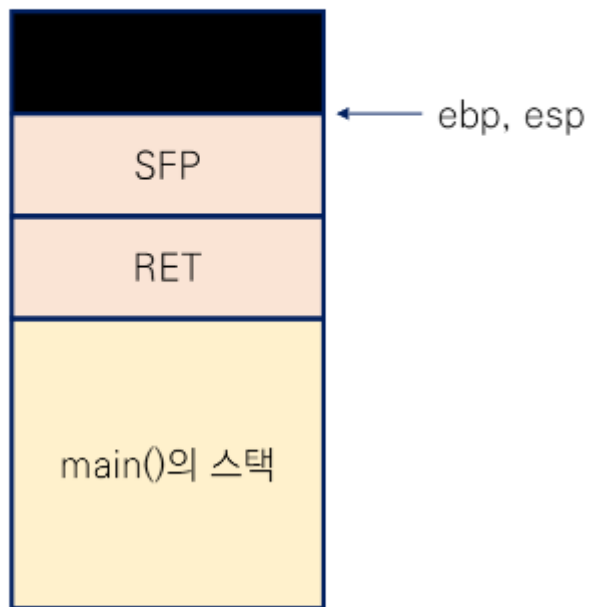 ebp, esp
SFP
RET
main()의 스택